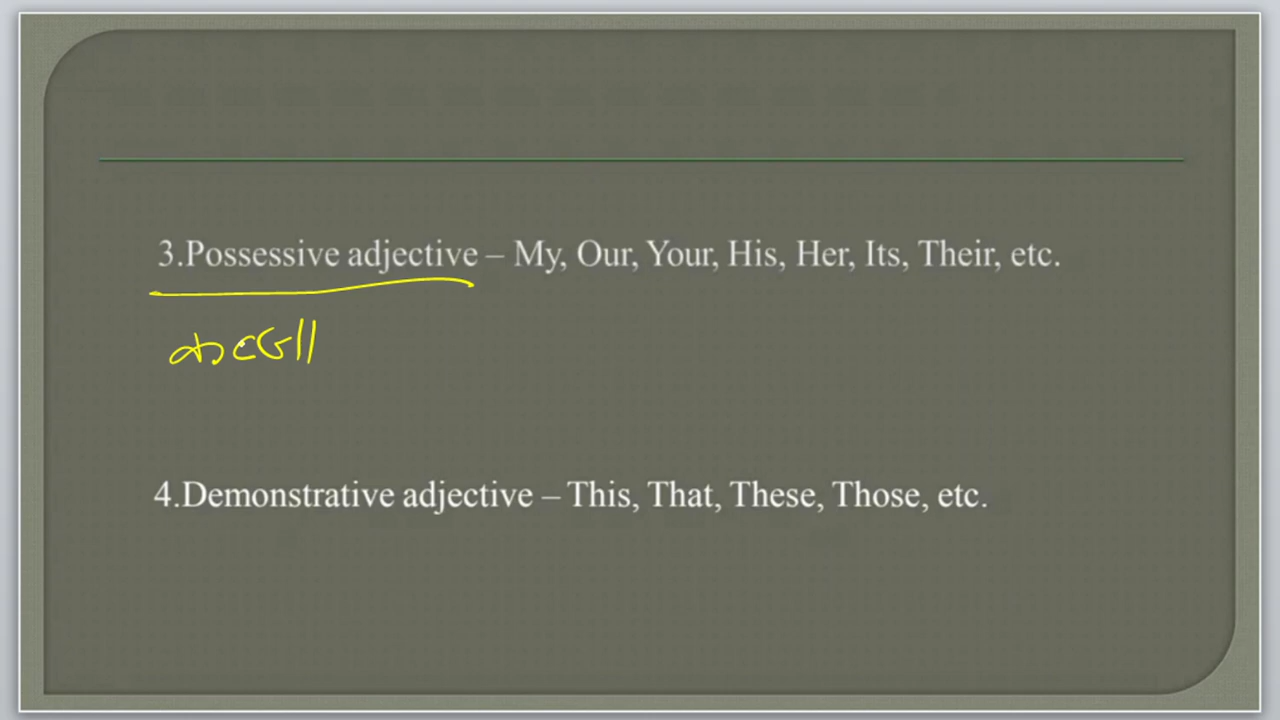 3.Possessive adjective – My, Our, Your, His, Her, Its, Their, etc.
4.Demonstrative adjective – This, That, These, Those, etc.